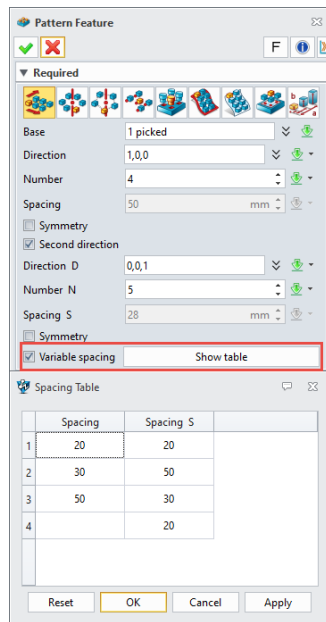 Pattern Feature
F
Required
Base 1 picked
Direction 1,0,0
Number 4
Spacing 50 mm
Symmetry
Second direction
Direction D 0,0,1
Number N 5
Spacing S 28 mm
Symmetry
Variable spacing Show table
Spacing Table
Spacing Spacing S
1 20 20
2 30 50
3 50 30
4 20
Reset OK Cancel Apply